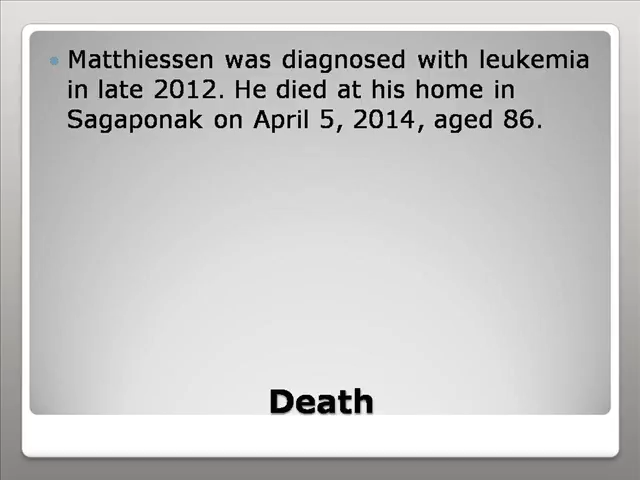 Matthiessen was diagnosed with leukemia
in late 2012. He died at his home in
Sagaponak on April 5, 2014, aged 86.
Death